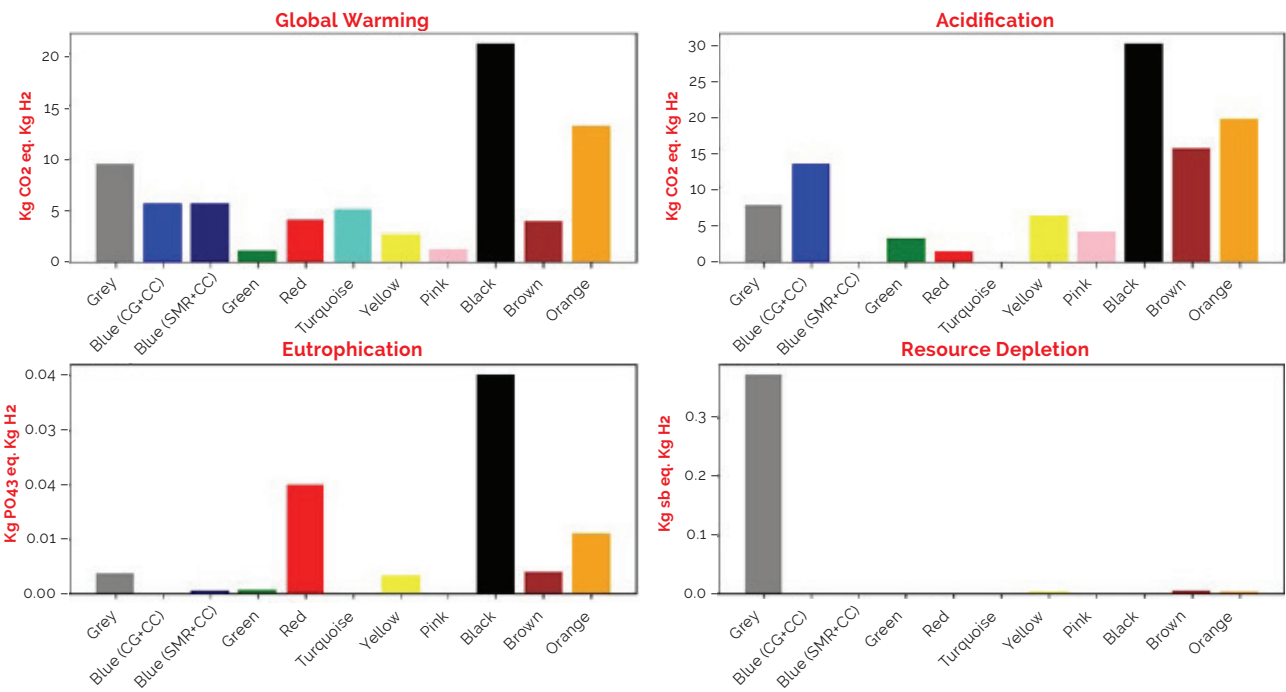 Global Warming
Kg CO2 eq. Kg H2
20
15
10
5
0
Grey
Blue (CG+CC)
Blue (SMR+CC)
Green
Red
Turquoise
Yellow
Pink
Black
Brown
Orange
Acidification
Kg CO2 eq. Kg H2
30
25
20
15
10
5
0
Grey
Blue (CG+CC)
Blue (SMR+CC)
Green
Red
Turquoise
Yellow
Pink
Black
Brown
Orange
Eutrophication
Kg PO43 eq. Kg H2
0.04
0.03
0.04
0.01
0.00
Grey
Blue (CG+CC)
Blue (SMR+CC)
Green
Red
Turquoise
Yellow
Pink
Black
Brown
Orange
Resource Depletion
Kg sb eq. Kg H2
0.3
0.2
0.1
0.0
Grey
Blue (CG+CC)
Blue (SMR+CC)
Green
Red
Turquoise
Yellow
Pink
Black
Brown
Orange